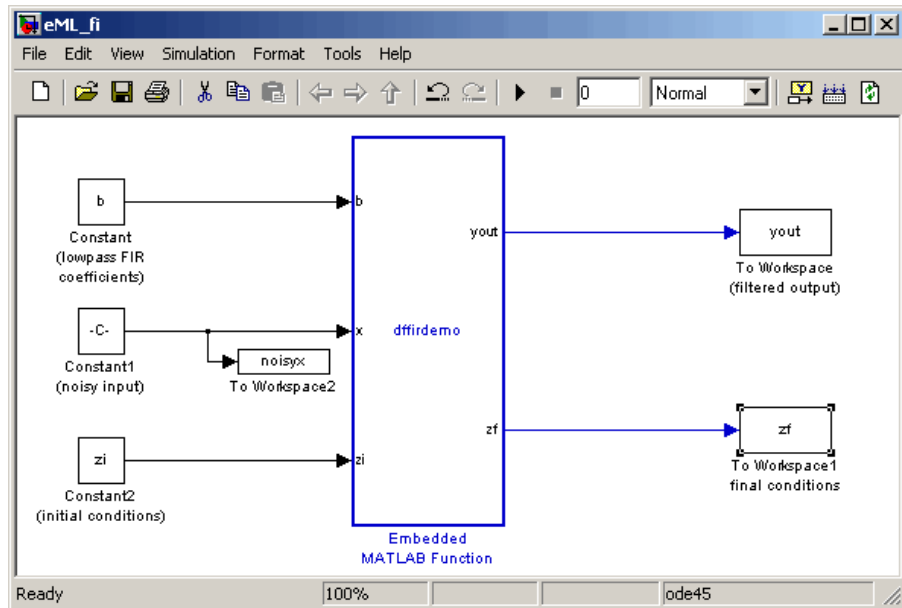 eML_fi
File Edit View Simulation Format Tools Help
0 Normal
b
Constant
(lowpass FIR
coefficients)
-C-
Constant1
(noisy input)
noisyx
To Workspace2
zi
Constant2
(initial conditions)
b
x
zi
dffirdemo
yout
zf
Embedded
MATLAB Function
yout
To Workspace
(filtered output)
zf
To Workspace1
final conditions
Ready 100% ode45